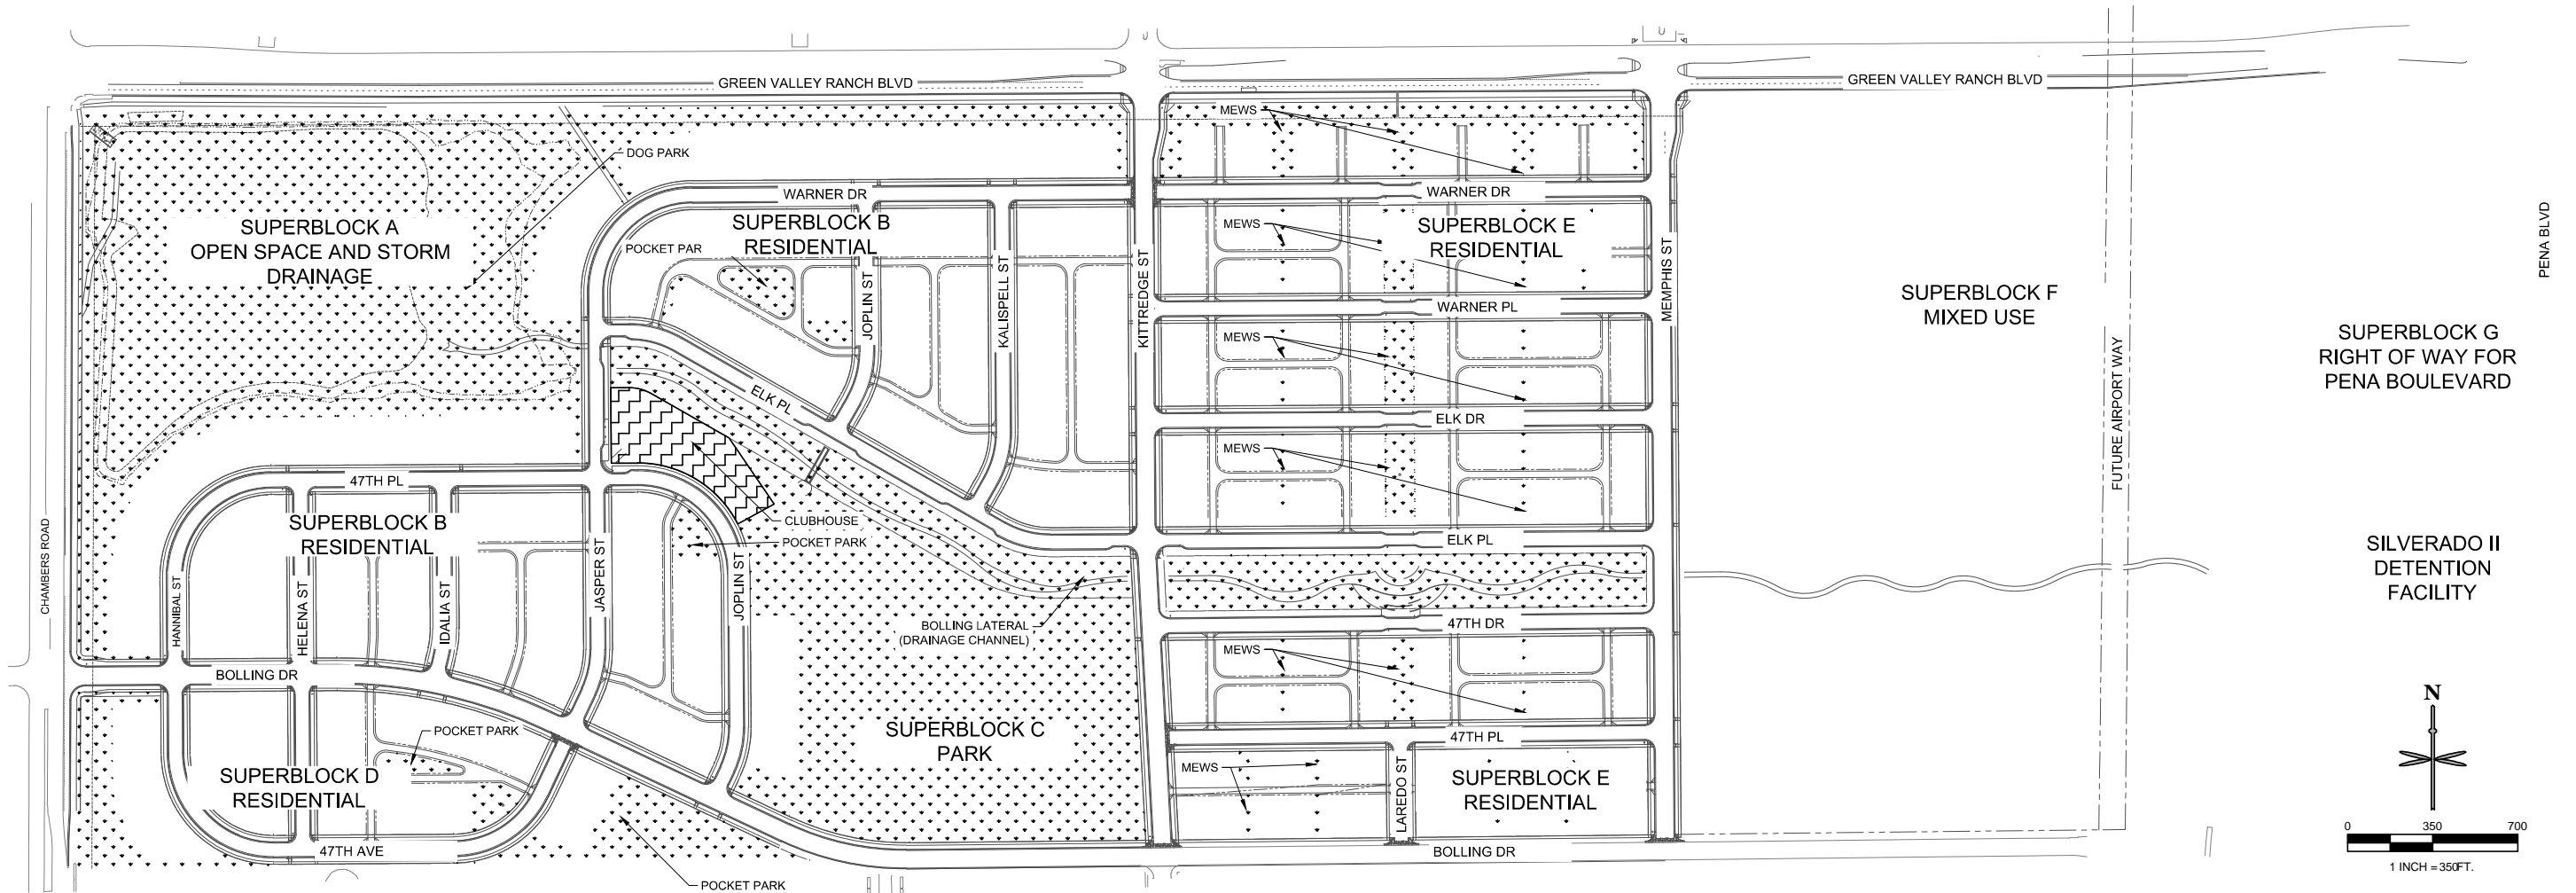 GREEN VALLEY RANCH BLVD
GREEN VALLEY RANCH BLVD
MEWS
DOG PARK
WARNER DR
WARNER DR
SUPERBLOCK A
OPEN SPACE AND STORM
DRAINAGE
SUPERBLOCK B
RESIDENTIAL
POCKET PAR
JOPLIN ST
KALISPELL ST
KITTREDGE ST
MEWS
SUPERBLOCK E
RESIDENTIAL
MEMPHIS ST
WARNER PL
MEWS
SUPERBLOCK F
MIXED USE
FUTURE AIRPORT WAY
PENA BLVD
SUPERBLOCK G
RIGHT OF WAY FOR
PENA BOULEVARD
ELK PL
ELK DR
MEWS
47TH PL
CLUBHOUSE
POCKET PARK
ELK PL
SUPERBLOCK B
RESIDENTIAL
CHAMBERS ROAD
HANNIBAL ST
HELENA ST
IDALIA ST
JASPER ST
JOPLIN ST
SILVERADO II
DETENTION
FACILITY
BOLLING LATERAL
(DRAINAGE CHANNEL)
47TH DR
MEWS
BOLLING DR
POCKET PARK
SUPERBLOCK C
PARK
47TH PL
MEWS
LAREDO ST
SUPERBLOCK E
RESIDENTIAL
SUPERBLOCK D
RESIDENTIAL
47TH AVE
BOLLING DR
POCKET PARK
N
0 350 700
1 INCH = 350FT.